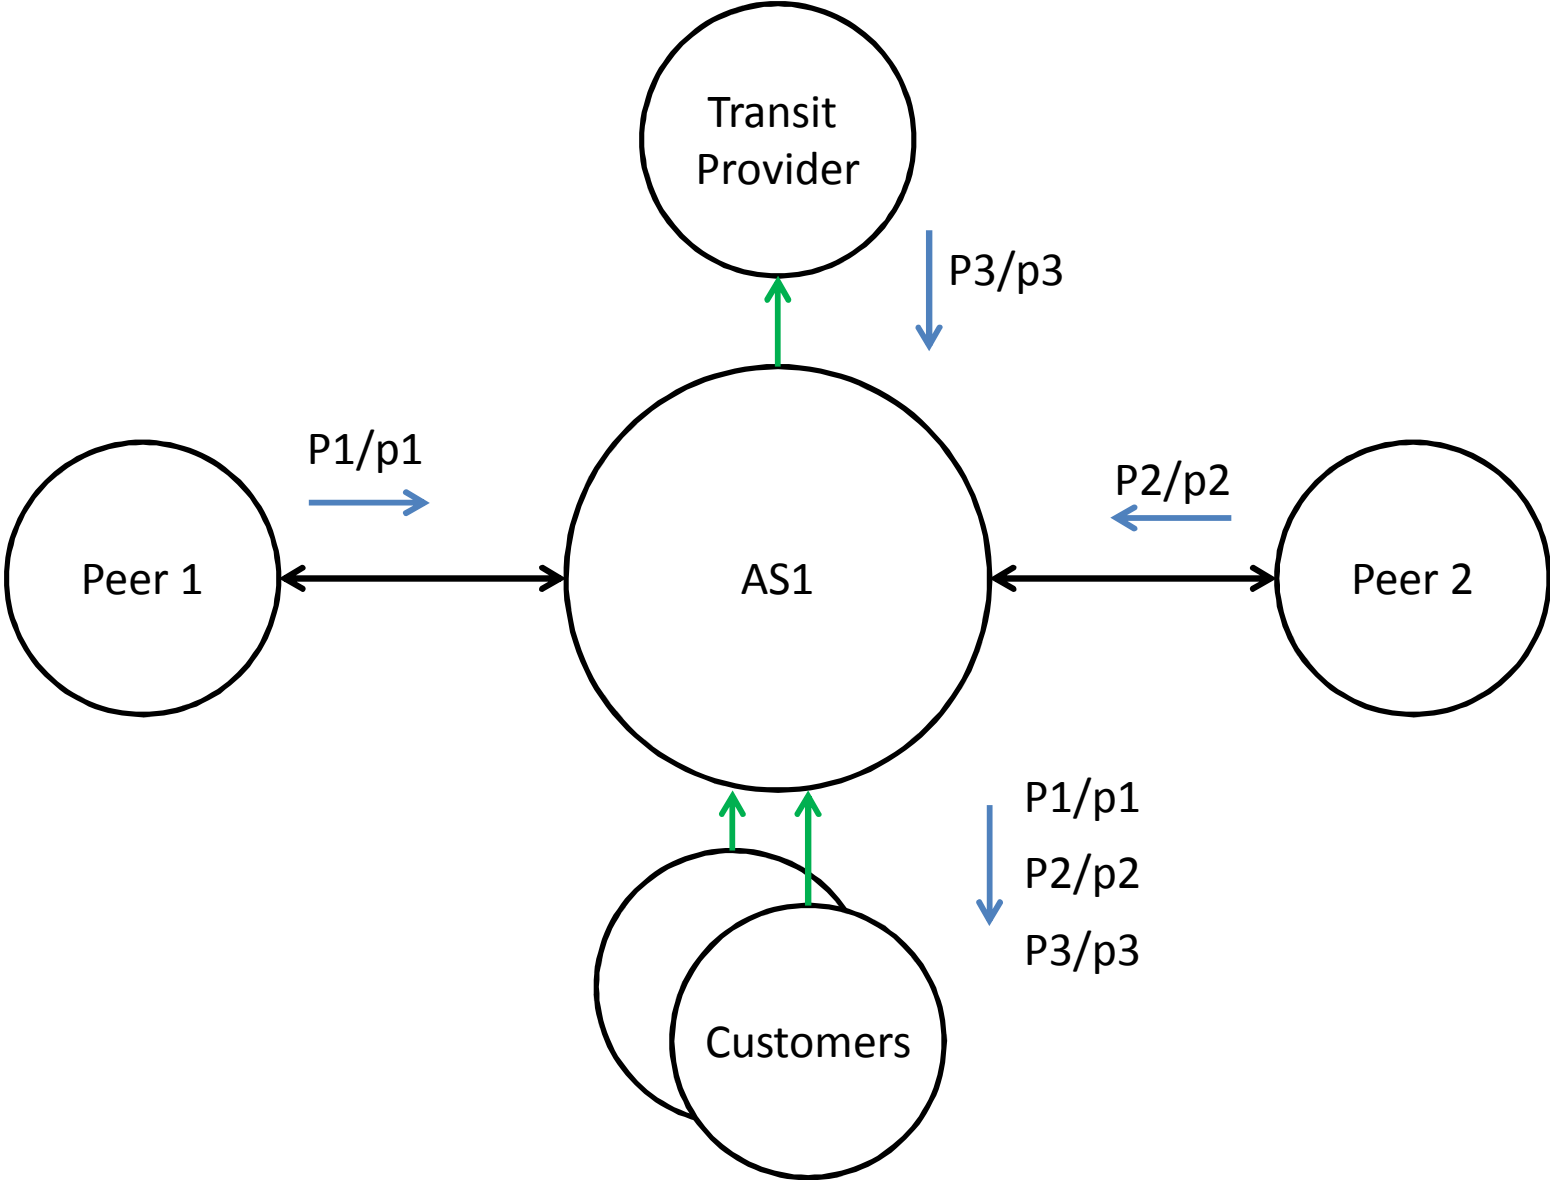 Transit
Provider
P3/p3
P1/p1
P2/p2
Peer 1
AS1
Peer 2
P1/p1
P2/p2
P3/p3
Customers